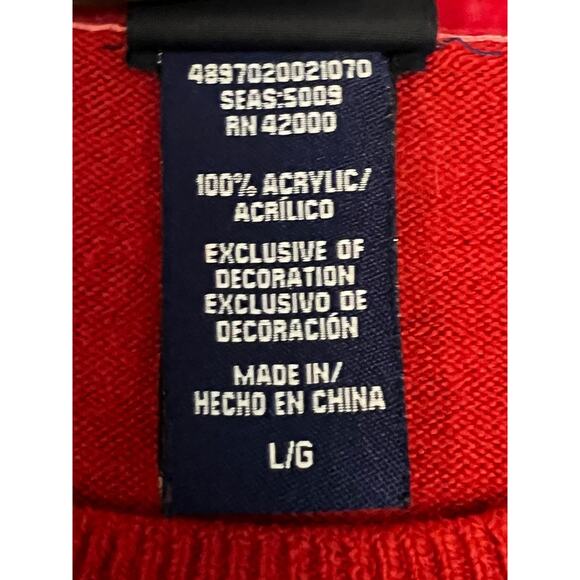 4897020021070
SEAS:5009
RN 42000
100% ACRYLIC/
ACRÍLICO
EXCLUSIVE OF
DECORATION
EXCLUSIVO DE
DECORACIÓN
MADE IN/
HECHO EN CHINA
L/G